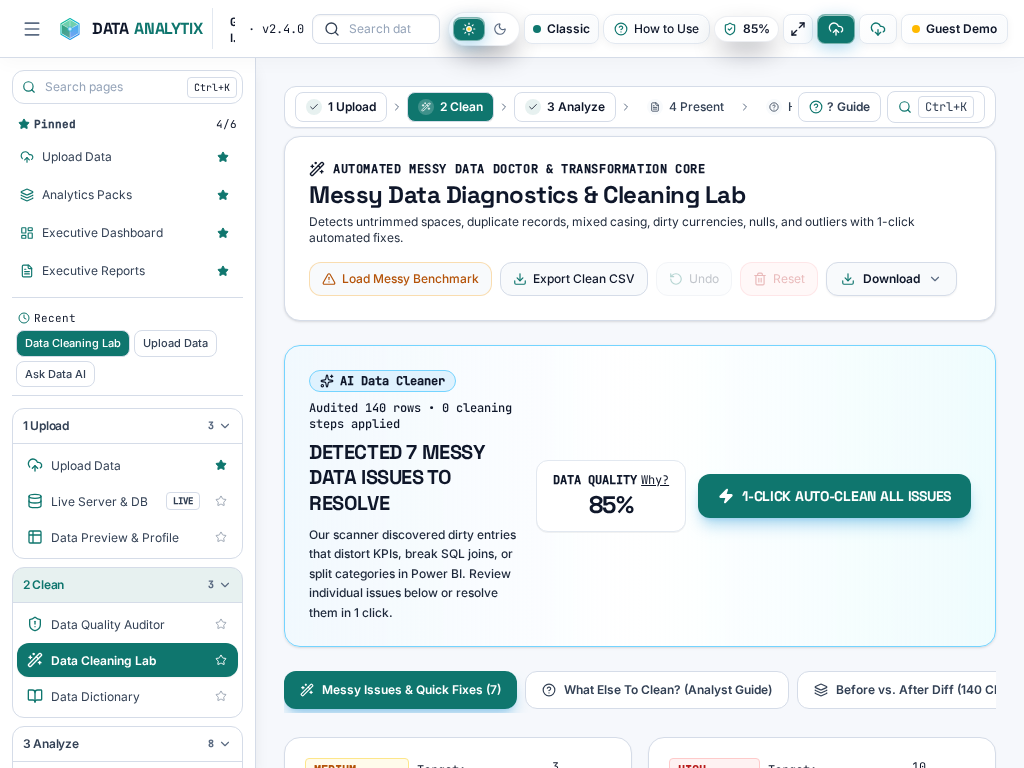 DATA ANALYTIX
· v2.4.0
Search dat
Classic
How to Use
85%
Guest Demo
Search pages
Ctrl+K
Pinned
4/6
Upload Data
Analytics Packs
Executive Dashboard
Executive Reports
Recent
Data Cleaning Lab
Upload Data
Ask Data AI
1 Upload
3
Upload Data
Live Server & DB
LIVE
Data Preview & Profile
2 Clean
3
Data Quality Auditor
Data Cleaning Lab
Data Dictionary
3 Analyze
8
1 Upload
2 Clean
3 Analyze
4 Present
? Guide
Ctrl+K
AUTOMATED MESSY DATA DOCTOR & TRANSFORMATION CORE
Messy Data Diagnostics & Cleaning Lab
Detects untrimmed spaces, duplicate records, mixed casing, dirty currencies, nulls, and outliers with 1-click
automated fixes.
Load Messy Benchmark
Export Clean CSV
Undo
Reset
Download
AI Data Cleaner
Audited 140 rows • 0 cleaning
steps applied
DETECTED 7 MESSY
DATA ISSUES TO
RESOLVE
Our scanner discovered dirty entries
that distort KPIs, break SQL joins, or
split categories in Power BI. Review
individual issues below or resolve
them in 1 click.
DATA QUALITY Why?
85%
1-CLICK AUTO-CLEAN ALL ISSUES
Messy Issues & Quick Fixes (7)
What Else To Clean? (Analyst Guide)
Before vs. After Diff (140 Cl
MEDIUM
Target:
3
HIGH
Target:
10